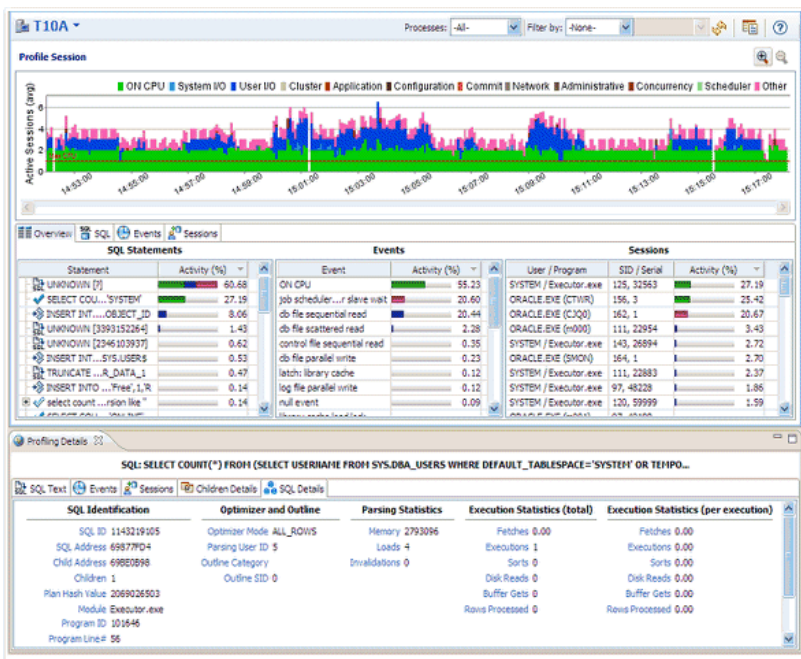 T10A
Processes: -All- Filter by: -None-
Profile Session
ON CPU System I/O User I/O Cluster Application Configuration Commit Network Administrative Concurrency Scheduler Other
Active Sessions (avg)
6
4
2
0
14:53:00 14:55:00 14:57:00 14:59:00 15:01:00 15:03:00 15:05:00 15:07:00 15:09:00 15:11:00 15:13:00 15:15:00 15:17:00
Overview SQL Events Sessions
SQL Statements Events Sessions
Statement Activity (%) Event Activity (%) User / Program SID / Serial Activity (%)
UNKNOWN [?] 60.68 ON CPU 55.23 SYSTEM / Executor.exe 125, 32563 27.19
SELECT COU...'SYSTEM' 27.19 job scheduler...r slave wait 20.60 ORACLE.EXE (CTWR) 156, 3 25.42
INSERT INT....OBJECT_ID 8.06 db file sequential read 20.44 ORACLE.EXE (CJQ0) 162, 1 20.67
UNKNOWN [3393152264] 1.43 db file scattered read 2.28 ORACLE.EXE (m000) 111, 22954 3.43
UNKNOWN [2346103937] 0.62 control file sequential read 0.35 SYSTEM / Executor.exe 143, 26894 2.72
INSERT INT...SYS.USER$ 0.53 db file parallel write 0.23 ORACLE.EXE (SMON) 164, 1 2.70
TRUNCATE ...R_DATA_1 0.47 latch: library cache 0.12 SYSTEM / Executor.exe 111, 22883 2.37
INSERT INTO ...'Free',1,'R 0.14 log file parallel write 0.12 SYSTEM / Executor.exe 97, 48228 1.86
select count ...rsion like " 0.14 null event 0.09 SYSTEM / Executor.exe 120, 59999 1.59
Profiling Details
SQL: SELECT COUNT(*) FROM (SELECT USERNAME FROM SYS.DBA_USERS WHERE DEFAULT_TABLESPACE='SYSTEM' OR TEMPO...
SQL Text Events Sessions Children Details SQL Details
SQL Identification Optimizer and Outline Parsing Statistics Execution Statistics (total) Execution Statistics (per execution)
SQL ID 1143219105 Optimizer Mode ALL_ROWS Memory 2793096 Fetches 0.00 Fetches 0.00
SQL Address 69877FD4 Parsing User ID 5 Loads 4 Executions 1 Executions 0.00
Child Address 69BE0B98 Outline Category Invalidations 0 Sorts 0 Sorts 0.00
Children 1 Outline SID 0 Disk Reads 0 Disk Reads 0.00
Plan Hash Value 2069026503 Buffer Gets 0 Buffer Gets 0.00
Module Executor.exe Rows Processed 0 Rows Processed 0.00
Program ID 101646
Program Line# 56